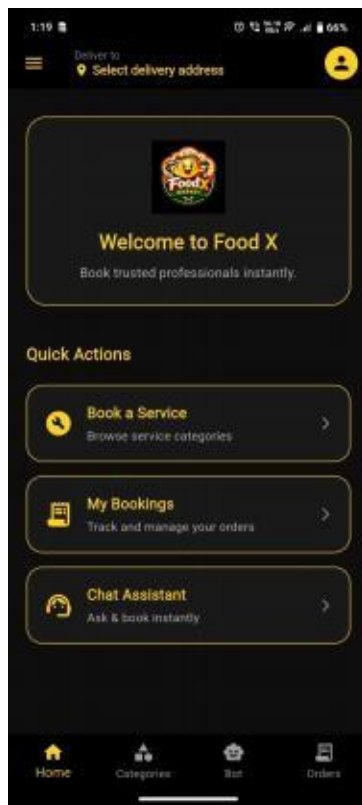 1:19
66%
Deliver to
Select delivery address
FoodX
Welcome to Food X
Book trusted professionals instantly.
Quick Actions
Book a Service
Browse service categories
My Bookings
Track and manage your orders
Chat Assistant
Ask & book instantly
Home
Categories
Bot
Orders